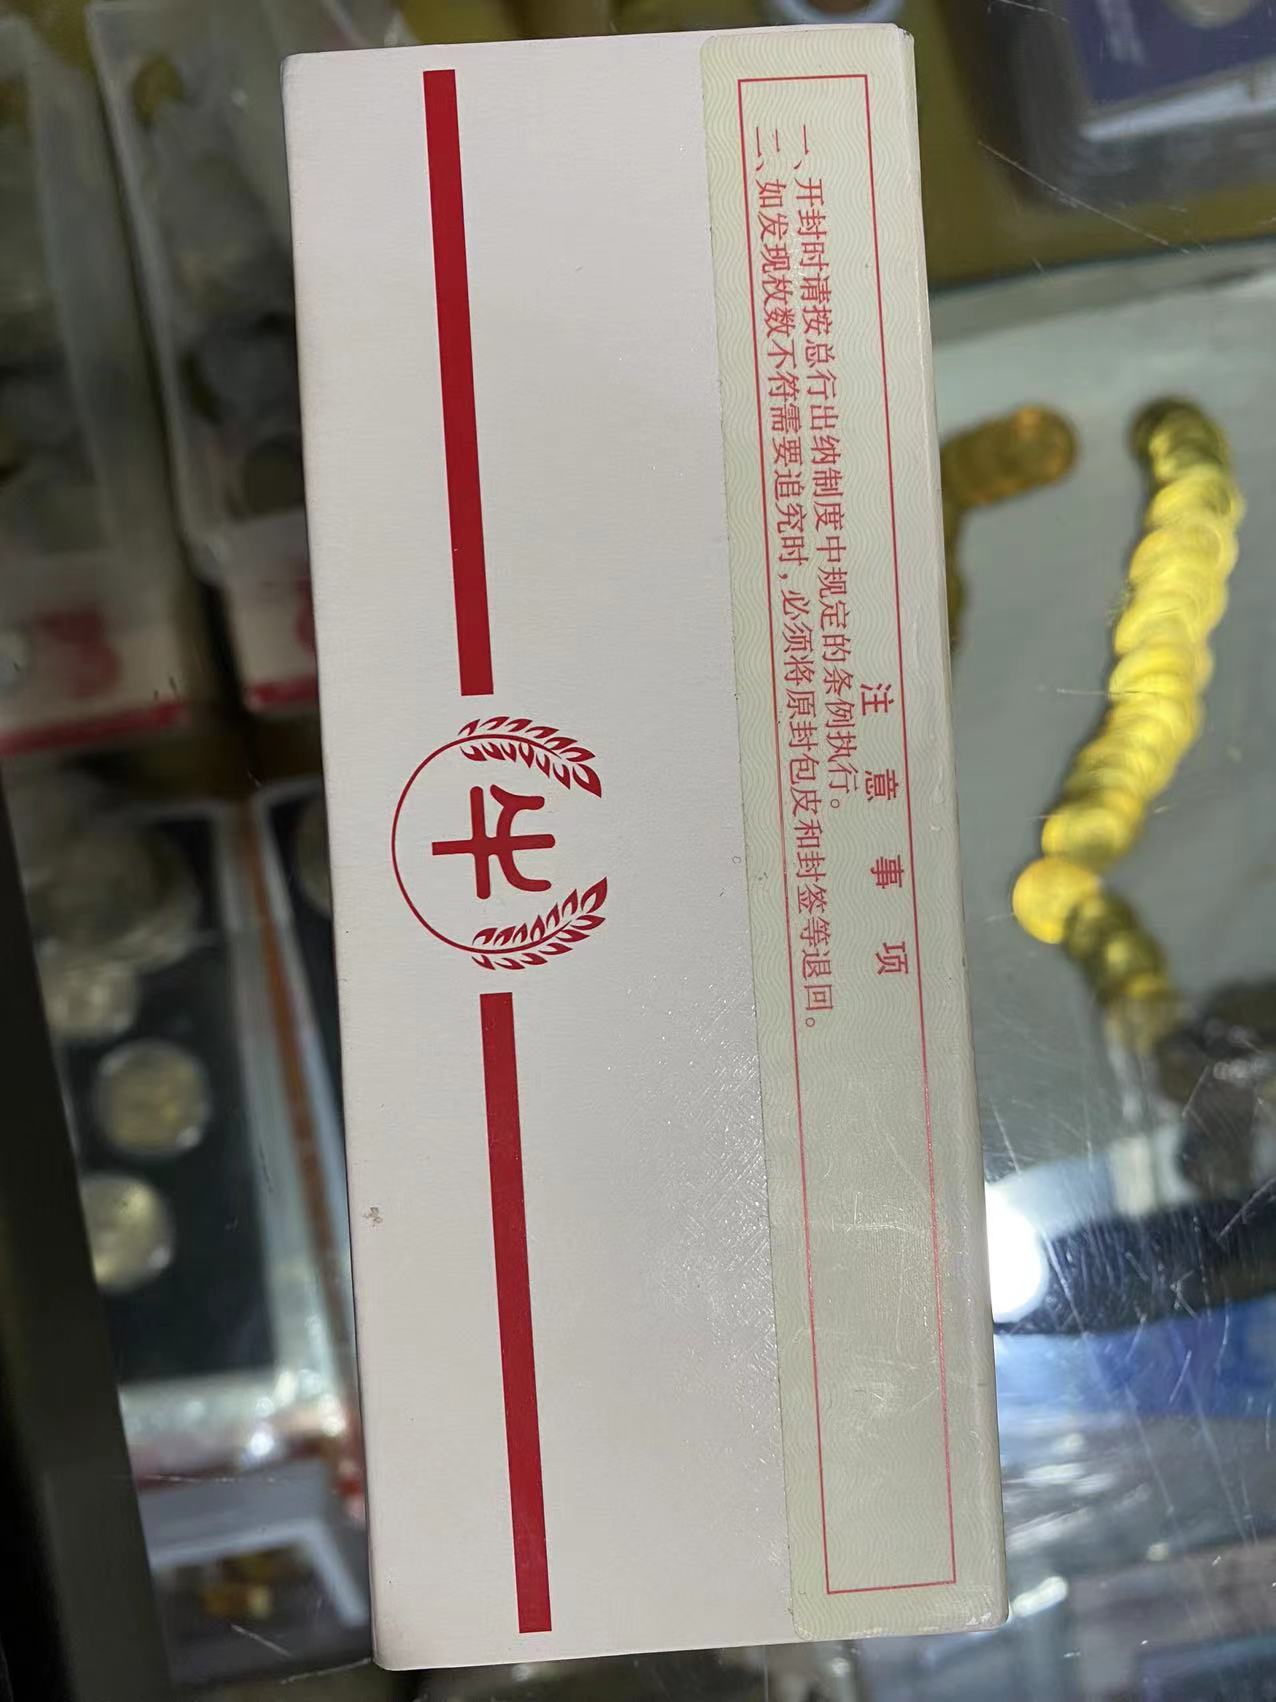 注意事项
一、开封时请按总行出纳制度中规定的条例执行。
二、如发现枚数不符需要追究时，必须将原封包皮和封签等退回。